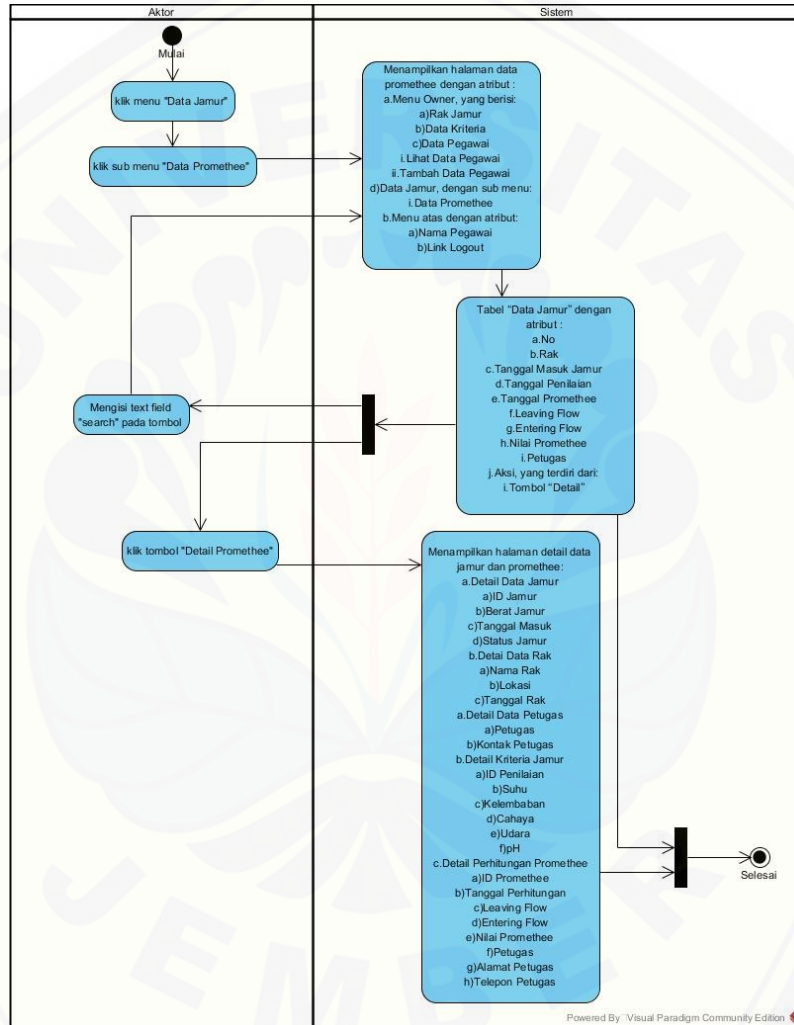 Aktor
Sistem
Mulai
klik menu "Data Jamur"
klik sub menu "Data Promethee"
Menampilkan halaman data
promethee dengan atribut :
a.Menu Owner, yang berisi:
a)Rak Jamur
b)Data Kriteria
c)Data Pegawai
i.Lihat Data Pegawai
ii.Tambah Data Pegawai
d)Data Jamur, dengan sub menu:
i.Data Promethee
b.Menu atas dengan atribut:
a)Nama Pegawai
b)Link Logout
Tabel "Data Jamur" dengan
atribut :
a.No
b.Rak
c.Tanggal Masuk Jamur
d.Tanggal Penilaian
e.Tanggal Promethee
f.Leaving Flow
g.Entering Flow
h.Nilai Promethee
i.Petugas
j.Aksi, yang terdiri dari:
i.Tombol "Detail"
Mengisi text field
"search" pada tombol
klik tombol "Detail Promethee"
Menampilkan halaman detail data
jamur dan promethee:
a.Detail Data Jamur
a)ID Jamur
b)Berat Jamur
c)Tanggal Masuk
d)Status Jamur
b.Detai Data Rak
a)Nama Rak
b)Lokasi
c)Tanggal Rak
a.Detail Data Petugas
a)Petugas
b)Kontak Petugas
b.Detail Kriteria Jamur
a)ID Penilaian
b)Suhu
c)Kelembaban
d)Cahaya
e)Udara
f)pH
c.Detail Perhitungan Promethee
a)ID Promethee
b)Tanggal Perhitungan
c)Leaving Flow
d)Entering Flow
e)Nilai Promethee
f)Petugas
g)Alamat Petugas
h)Telepon Petugas
Selesai
Powered By Visual Paradigm Community Edition
UNIVERSITAS
JEMBER